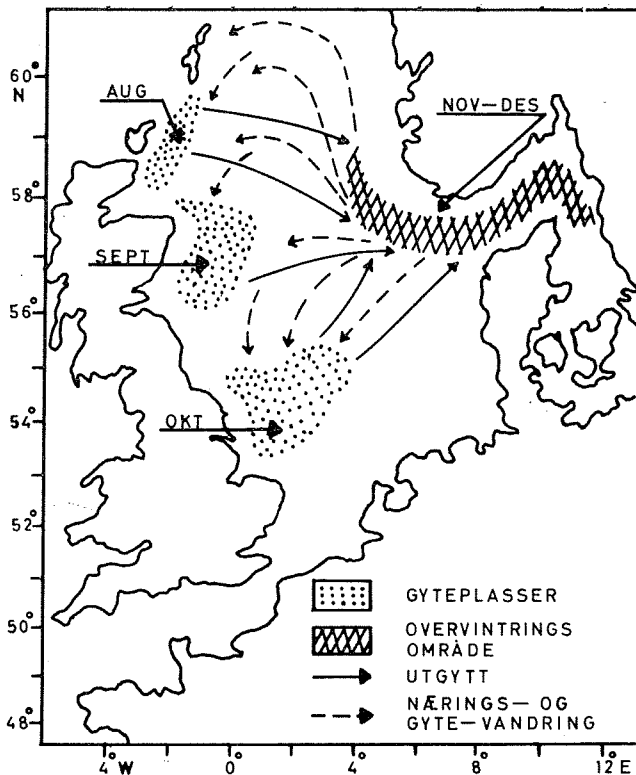 60°
N
58°
56°
54°
52°
50°
48°
AUG
NOV–DES
SEPT
OKT
GYTEPLASSER
OVERVINTRINGS
OMRÅDE
UTGYTT
NÆRINGS– OG
GYTE–VANDRING
4° W 0° 4° 8° 12° E